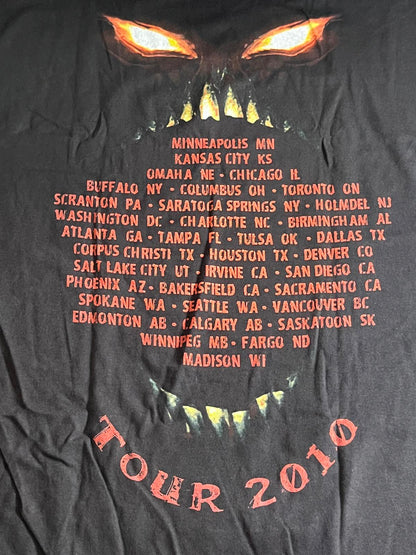 MINNEAPOLIS MN
KANSAS CITY KS
OMAHA NE • CHICAGO IL
BUFFALO NY • COLUMBUS OH • TORONTO ON
SCRANTON PA • SARATOGA SPRINGS NY • HOLMDEL NJ
WASHINGTON DC • CHARLOTTE NC • BIRMINGHAM AL
ATLANTA GA • TAMPA FL • TULSA OK • DALLAS TX
CORPUS CHRISTI TX • HOUSTON TX • DENVER CO
SALT LAKE CITY UT • IRVINE CA • SAN DIEGO CA
PHOENIX AZ • BAKERSFIELD CA • SACRAMENTO CA
SPOKANE WA • SEATTLE WA • VANCOUVER BC
EDMONTON AB • CALGARY AB • SASKATOON SK
WINNIPEG MB • FARGO ND
MADISON WI
TOUR 2010